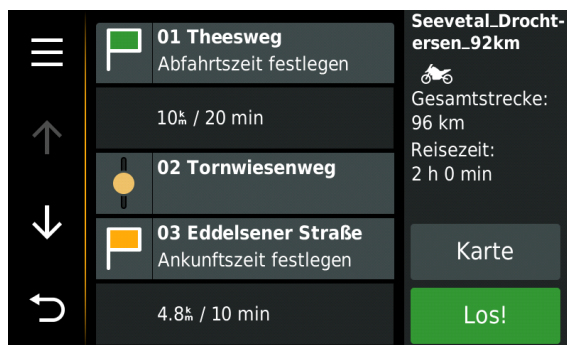 01 Theesweg
Abfahrtszeit festlegen
10km / 20 min
02 Tornwiesenweg
03 Eddelsener Straße
Ankunftszeit festlegen
4.8km / 10 min
Seevetal_Drocht-
ersen_92km
Gesamtstrecke:
96 km
Reisezeit:
2 h 0 min
Karte
Los!